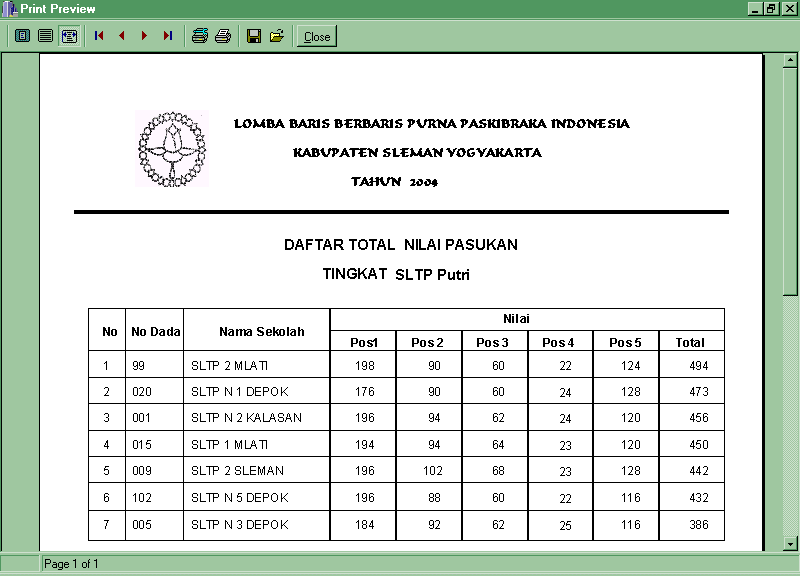 Print Preview
Close
LOMBA BARIS BERBARIS PURNA PASKIBRAKA INDONESIA
KABUPATEN SLEMAN YOGYAKARTA
TAHUN 2004
DAFTAR TOTAL NILAI PASUKAN
TINGKAT SLTP Putri
No No Dada Nama Sekolah Nilai
Pos1 Pos 2 Pos 3 Pos 4 Pos 5 Total
1 99 SLTP 2 MLATI 198 90 60 22 124 494
2 020 SLTP N 1 DEPOK 176 90 60 24 128 473
3 001 SLTP N 2 KALASAN 196 94 62 24 120 456
4 015 SLTP 1 MLATI 194 94 64 23 120 450
5 009 SLTP 2 SLEMAN 196 102 68 23 128 442
6 102 SLTP N 5 DEPOK 196 88 60 22 116 432
7 005 SLTP N 3 DEPOK 184 92 62 25 116 386
Page 1 of 1